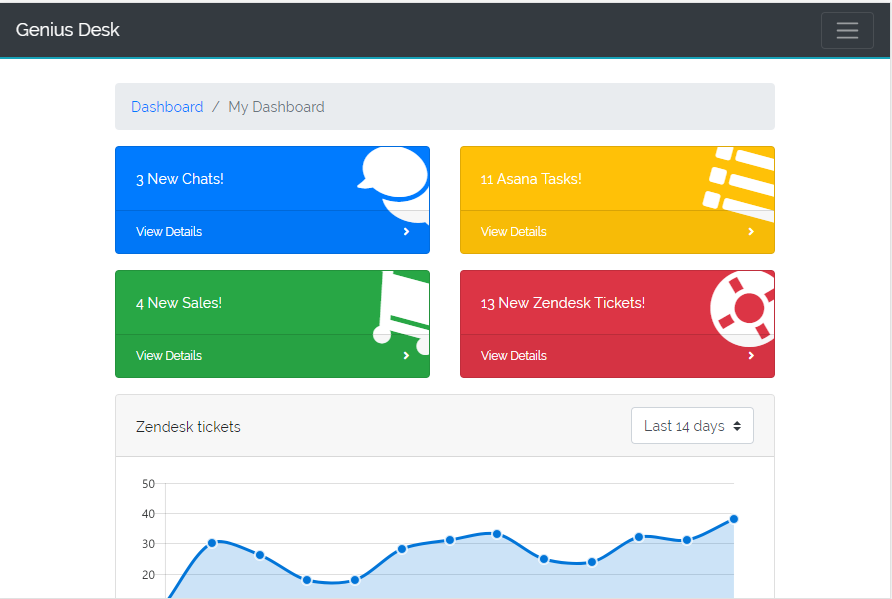 Genius Desk
Dashboard / My Dashboard
3 New Chats!
View Details
11 Asana Tasks!
View Details
4 New Sales!
View Details
13 New Zendesk Tickets!
View Details
Zendesk tickets
Last 14 days
50
40
30
20